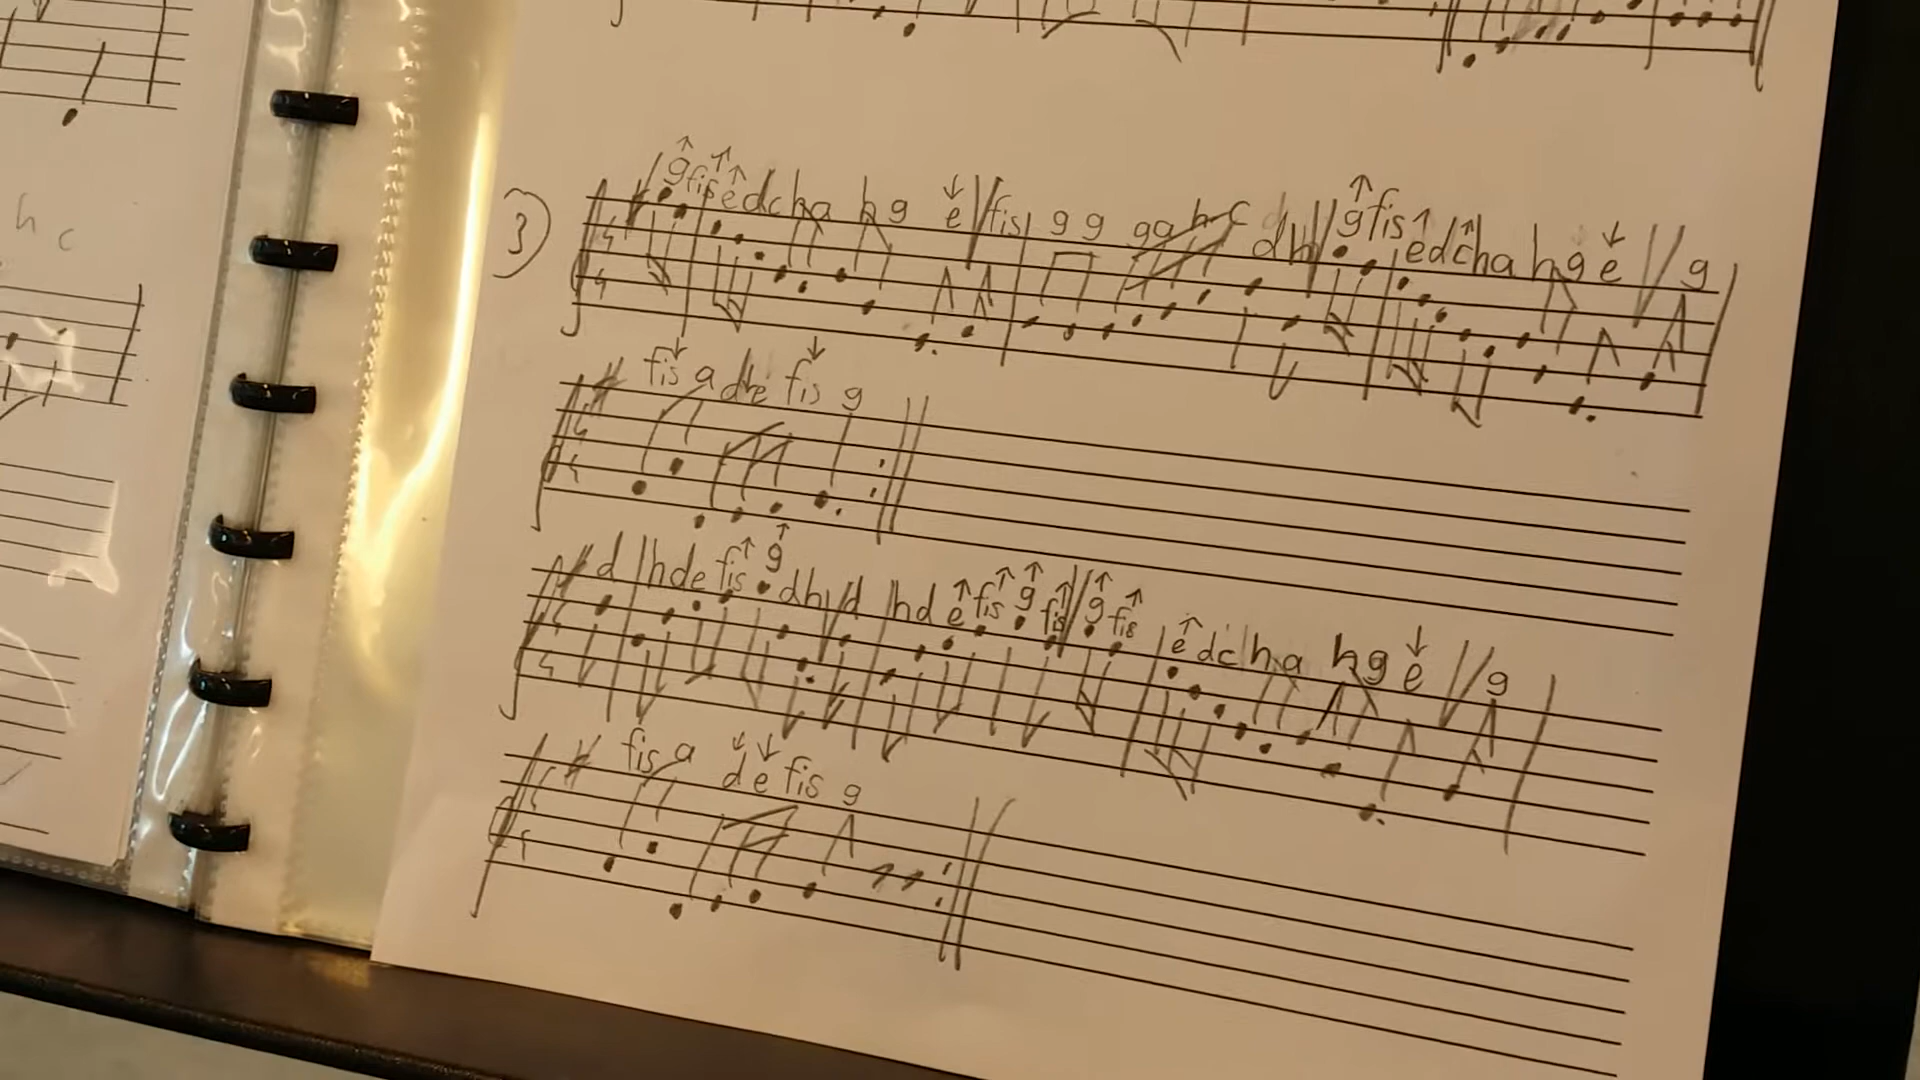 h c
3 g fis e d c h a h g e fis g g g a h c d h g fis e d c h a h g e g
fis a d e fis g
d h d e fis g d h d h d e fis g fis g fis e d c h a h g e g
fis a d e fis g